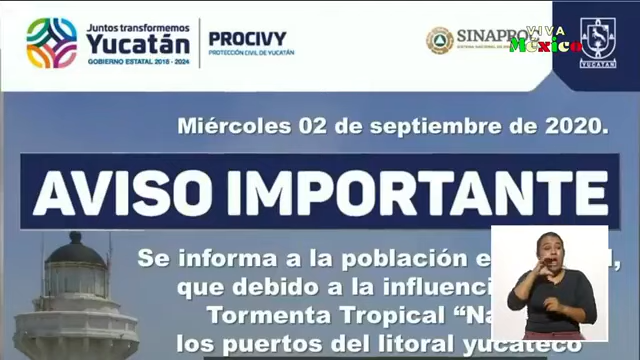 Juntos transformemos
Yucatán
GOBIERNO ESTATAL 2018 - 2024
PROCIVY
PROTECCIÓN CIVIL DE YUCATÁN
SINAPROC
VIVA
México
YUCATÁN
Miércoles 02 de septiembre de 2020.
AVISO IMPORTANTE
Se informa a la población e
que debido a la influenci
Tormenta Tropical “Na
los puertos del litoral yucateco